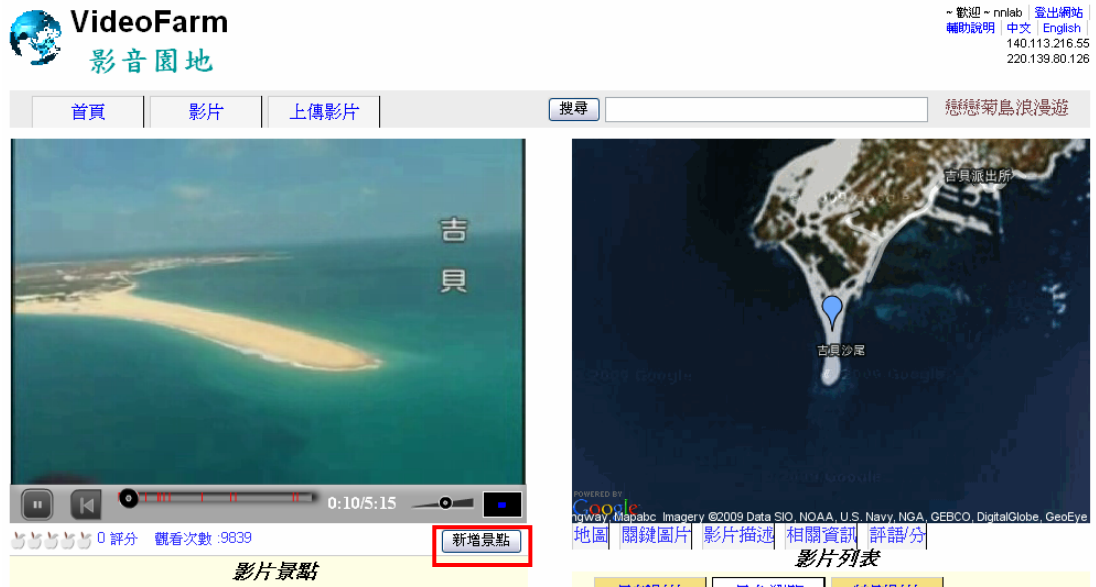 VideoFarm
影音園地
~ 歡迎 ~ nnlab 登出網站
輔助說明 中文 English
140.113.216.55
220.139.80.126
首頁 影片 上傳影片 搜尋 戀戀菊島浪漫遊
吉貝
0:10/5:15
0 評分 觀看次數 :9839 新增景點
影片景點
吉貝派出所
吉貝沙尾
POWERED BY
Google
Mapabc Imagery ©2009 Data SIO, NOAA, U.S. Navy, NGA, GEBCO, DigitalGlobe, GeoEye
地圖 關鍵圖片 影片描述 相關資訊 評語/分
影片列表